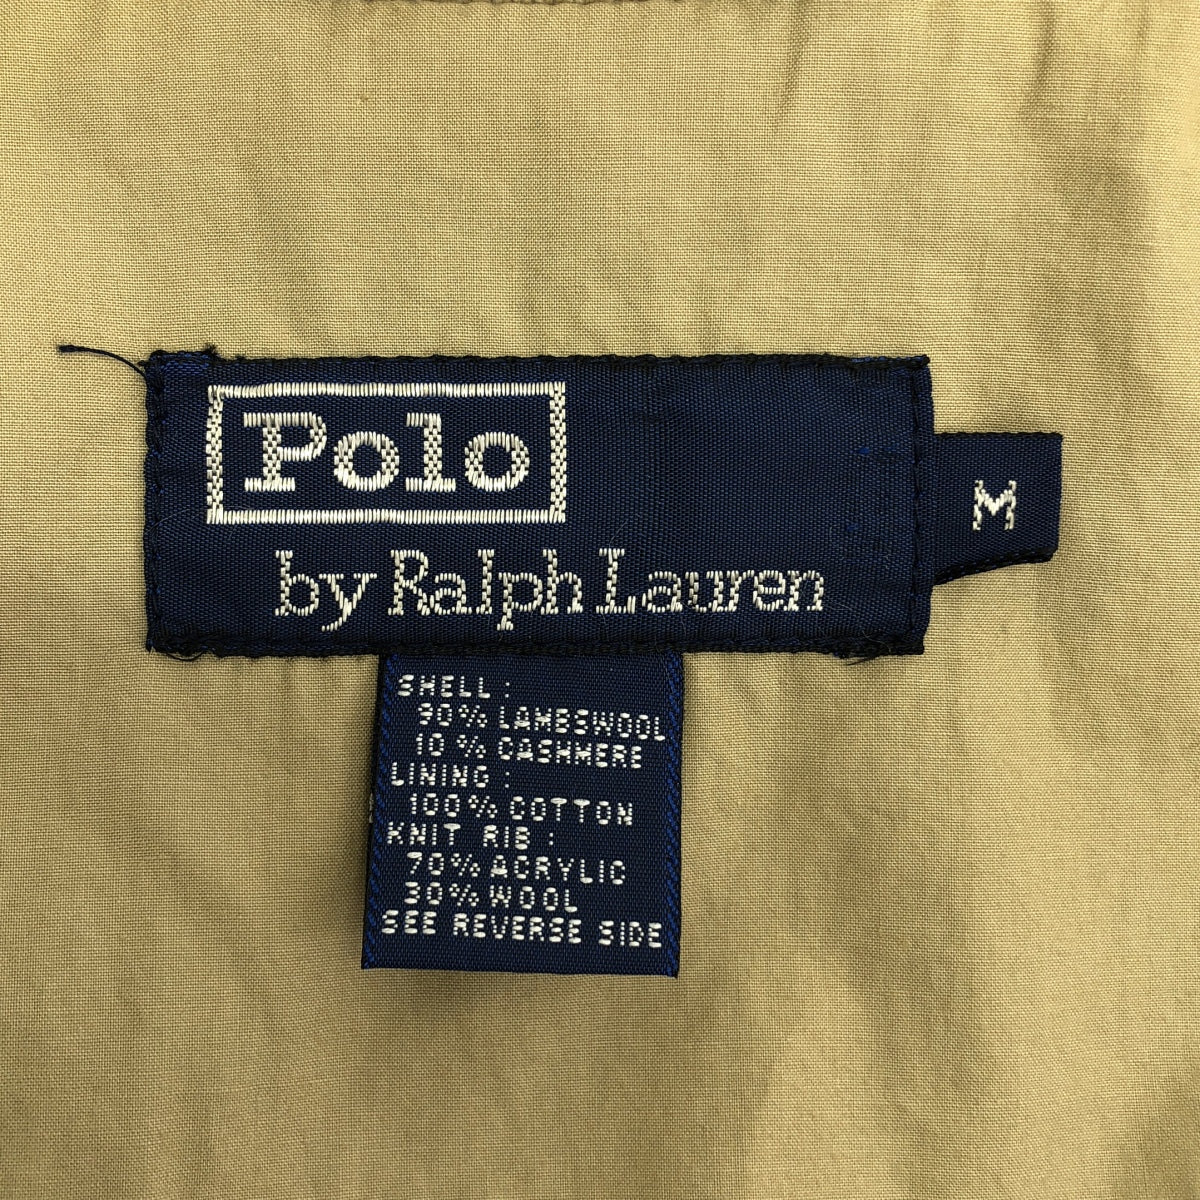 Polo
by Ralph Lauren
M
SHELL:
90% LAMBSWOOL
10% CASHMERE
LINING:
100% COTTON
KNIT RIB:
70% ACRYLIC
30% WOOL
SEE REVERSE SIDE